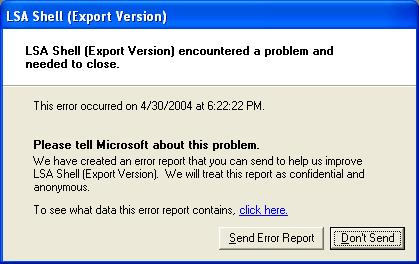 LSA Shell (Export Version)
LSA Shell (Export Version) encountered a problem and
needed to close.
This error occurred on 4/30/2004 at 6:22:22 PM.
Please tell Microsoft about this problem.
We have created an error report that you can send to help us improve
LSA Shell (Export Version). We will treat this report as confidential and
anonymous.
To see what data this error report contains, click here.
Send Error Report Don't Send